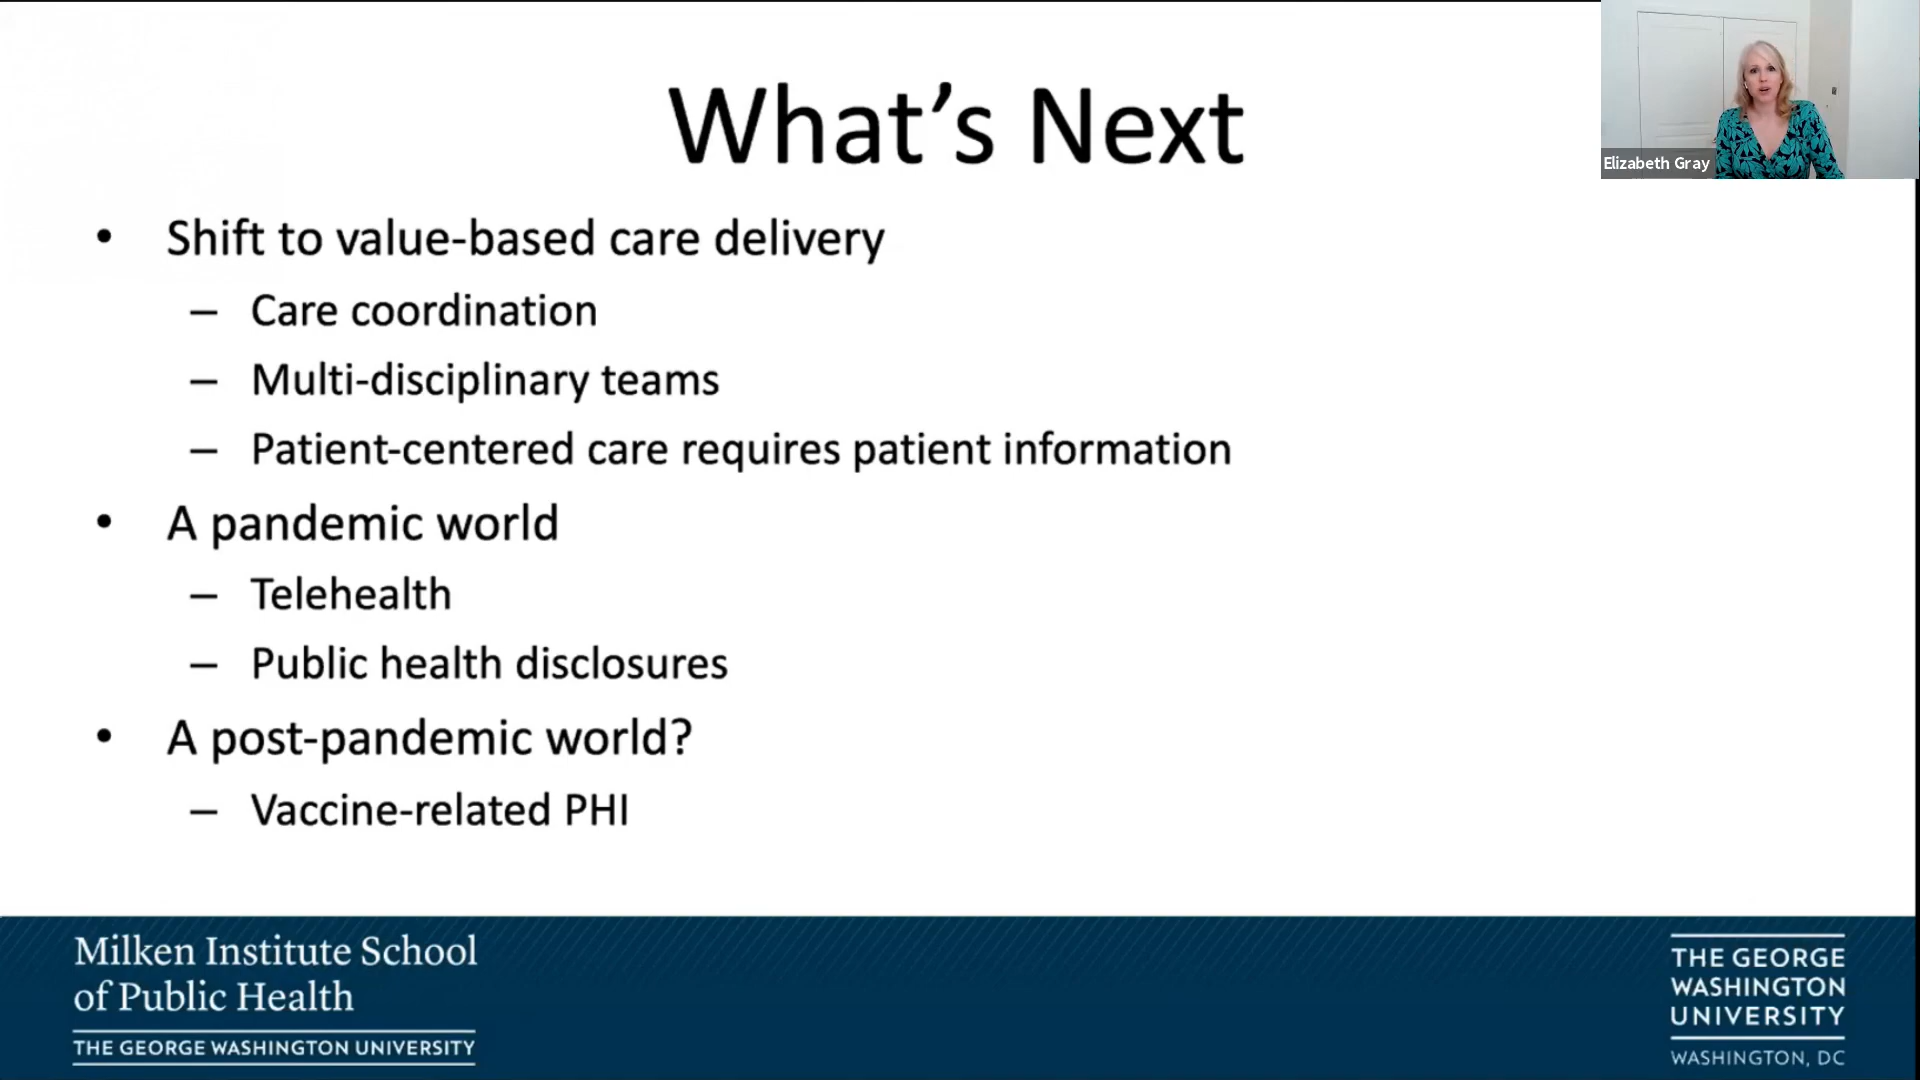 What's Next
Elizabeth Gray
• Shift to value-based care delivery
– Care coordination
– Multi-disciplinary teams
– Patient-centered care requires patient information
• A pandemic world
– Telehealth
– Public health disclosures
• A post-pandemic world?
– Vaccine-related PHI
Milken Institute School
of Public Health
THE GEORGE WASHINGTON UNIVERSITY
THE GEORGE
WASHINGTON
UNIVERSITY
WASHINGTON, DC